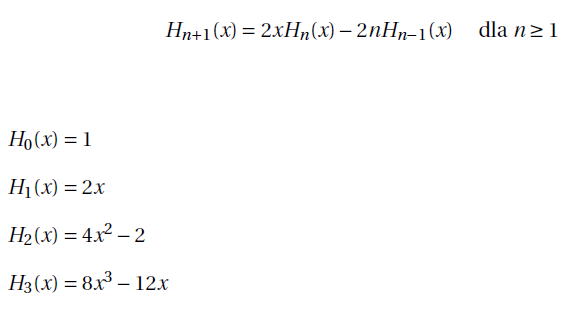 Hₙ₊₁(x) = 2xHₙ(x) – 2nHₙ₋₁(x) dla n ≥ 1
H₀(x) = 1
H₁(x) = 2x
H₂(x) = 4x² – 2
H₃(x) = 8x³ – 12x